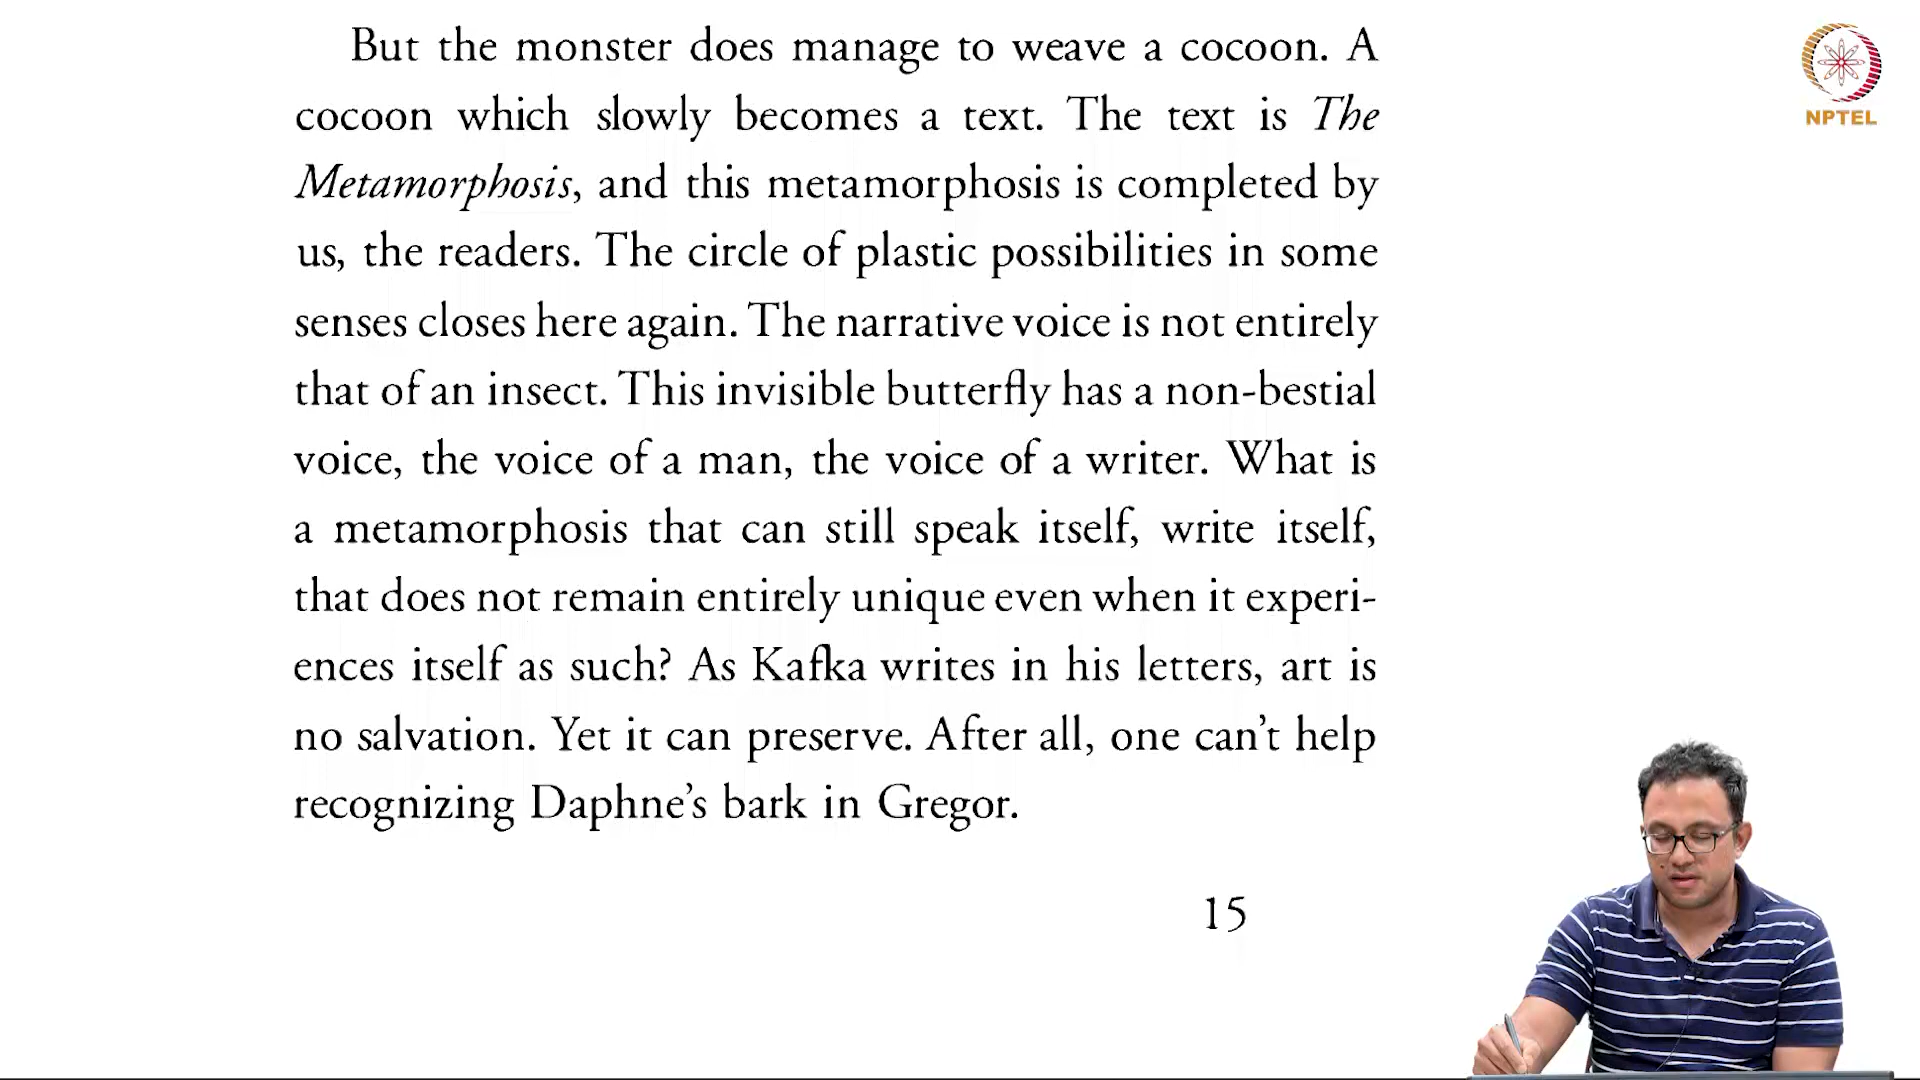 But the monster does manage to weave a cocoon. A
cocoon which slowly becomes a text. The text is The
Metamorphosis, and this metamorphosis is completed by
us, the readers. The circle of plastic possibilities in some
senses closes here again. The narrative voice is not entirely
that of an insect. This invisible butterfly has a non-bestial
voice, the voice of a man, the voice of a writer. What is
a metamorphosis that can still speak itself, write itself,
that does not remain entirely unique even when it experi-
ences itself as such? As Kafka writes in his letters, art is
no salvation. Yet it can preserve. After all, one can't help
recognizing Daphne's bark in Gregor.
15
NPTEL